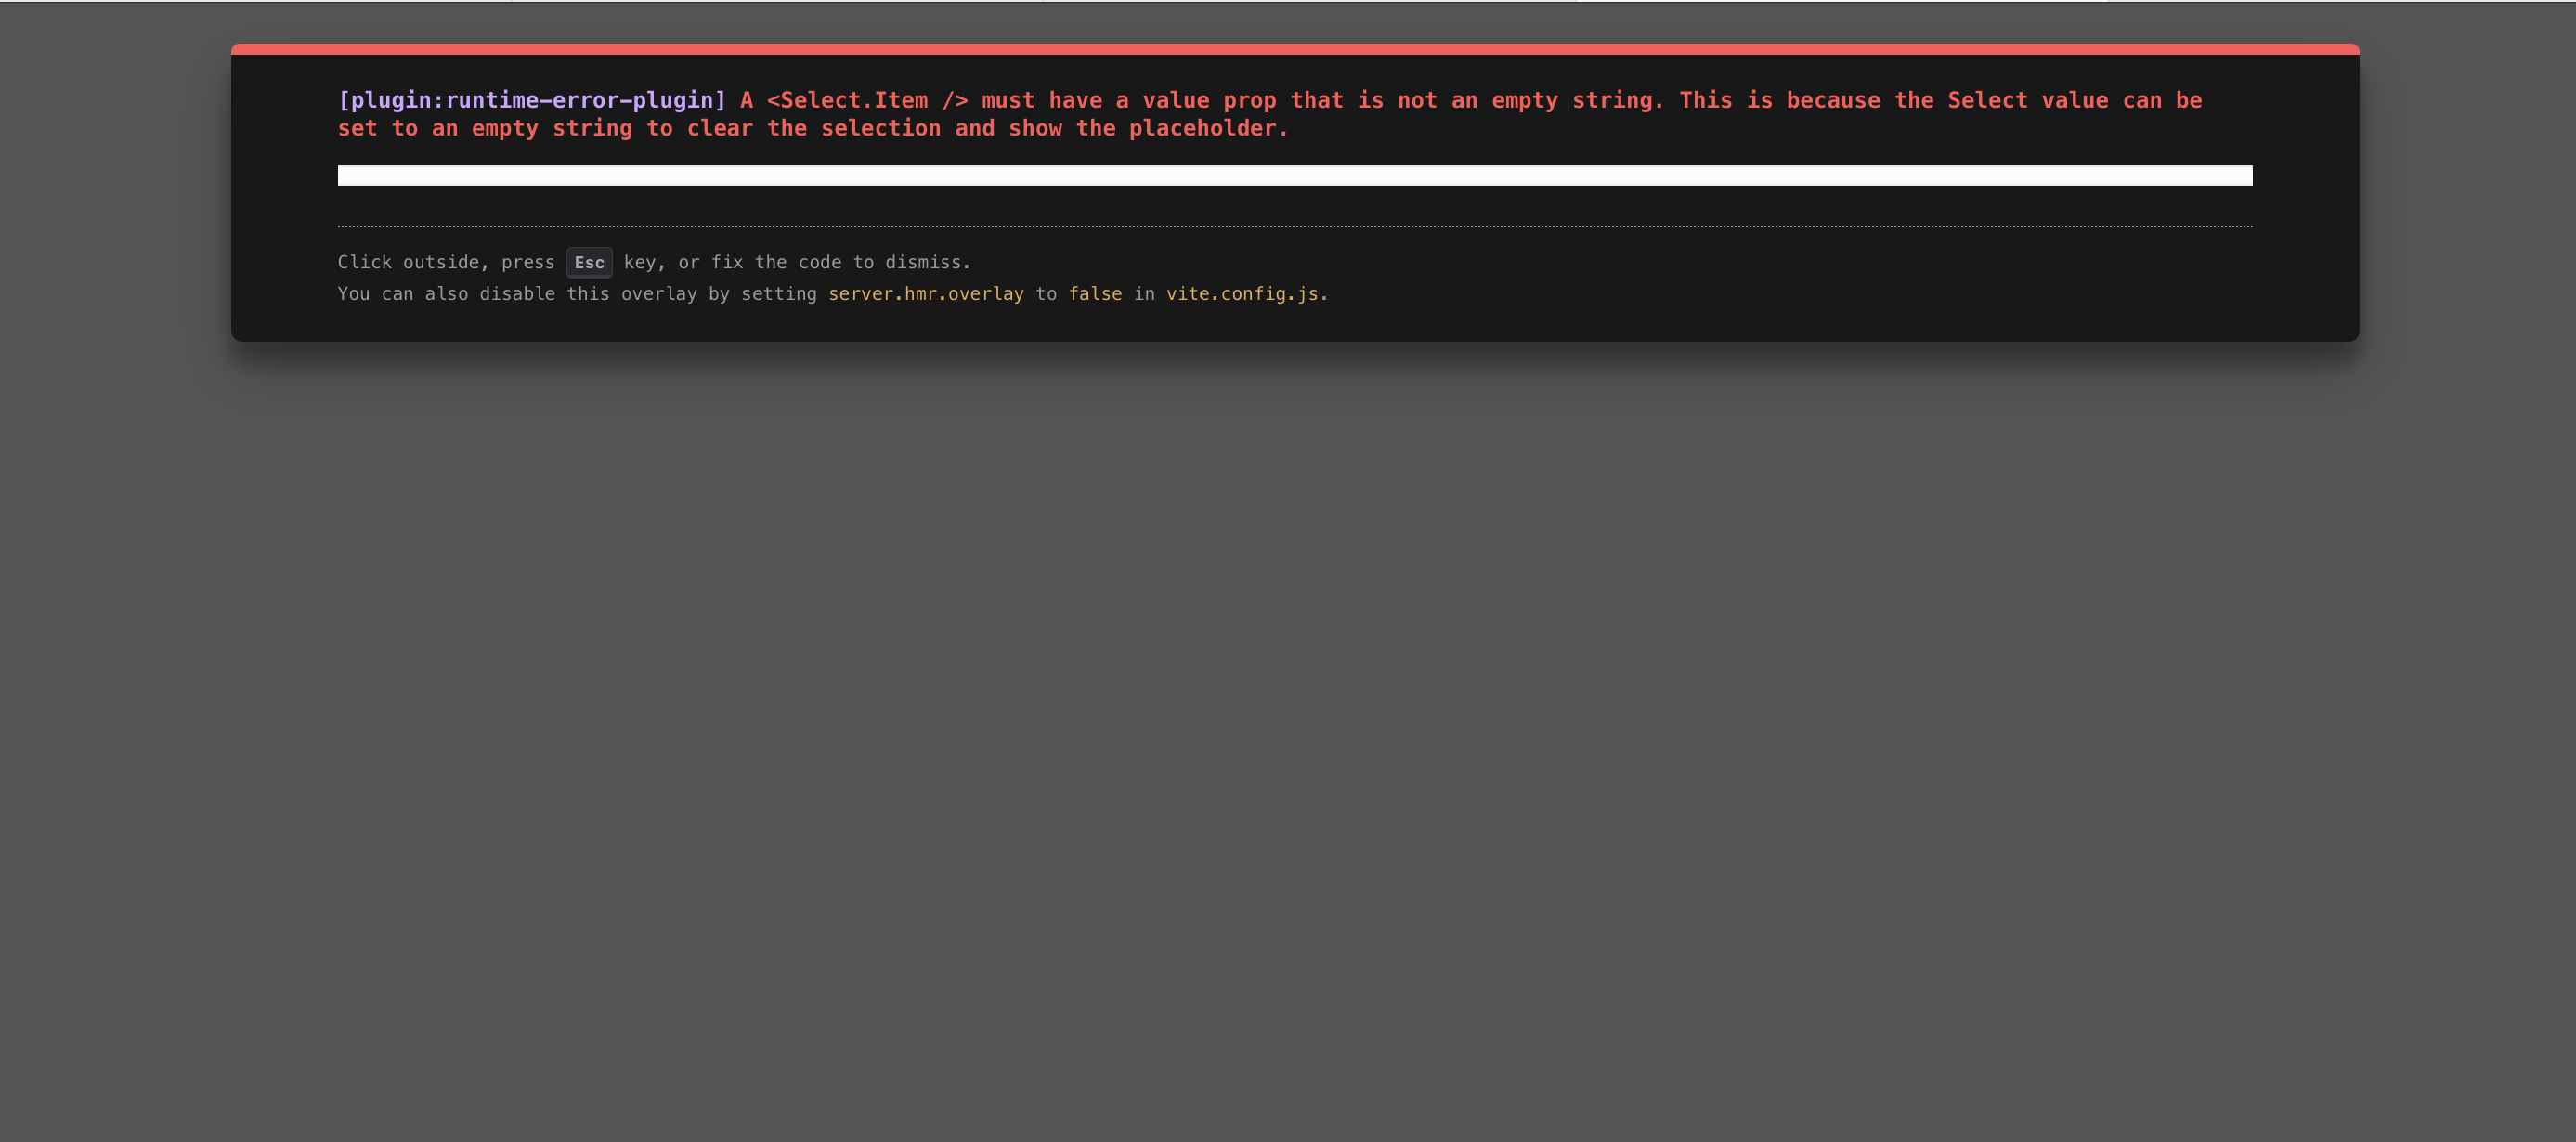 [plugin:runtime-error-plugin] A <Select.Item /> must have a value prop that is not an empty string. This is because the Select value can be
set to an empty string to clear the selection and show the placeholder.
Click outside, press Esc key, or fix the code to dismiss.
You can also disable this overlay by setting server.hmr.overlay to false in vite.config.js.